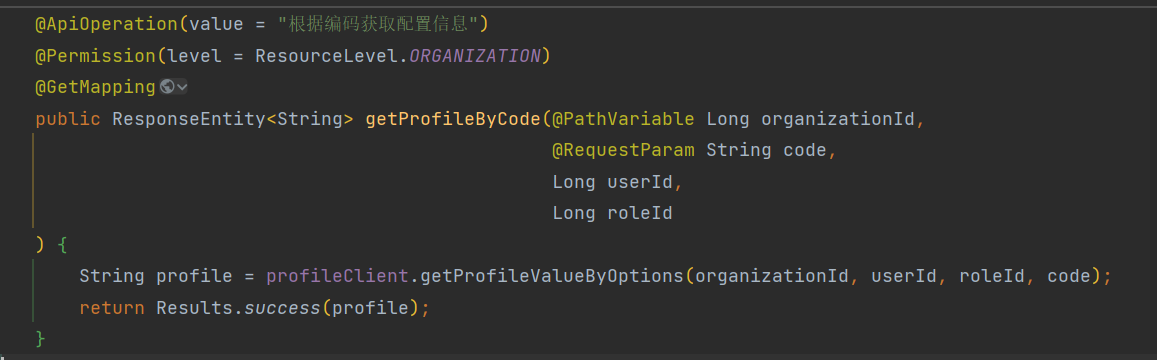 @ApiOperation(value = "根据编码获取配置信息")
@Permission(level = ResourceLevel.ORGANIZATION)
@GetMapping
public ResponseEntity<String> getProfileByCode(@PathVariable Long organizationId,
@RequestParam String code,
Long userId,
Long roleId
) {
String profile = profileClient.getProfileValueByOptions(organizationId, userId, roleId, code);
return Results.success(profile);
}